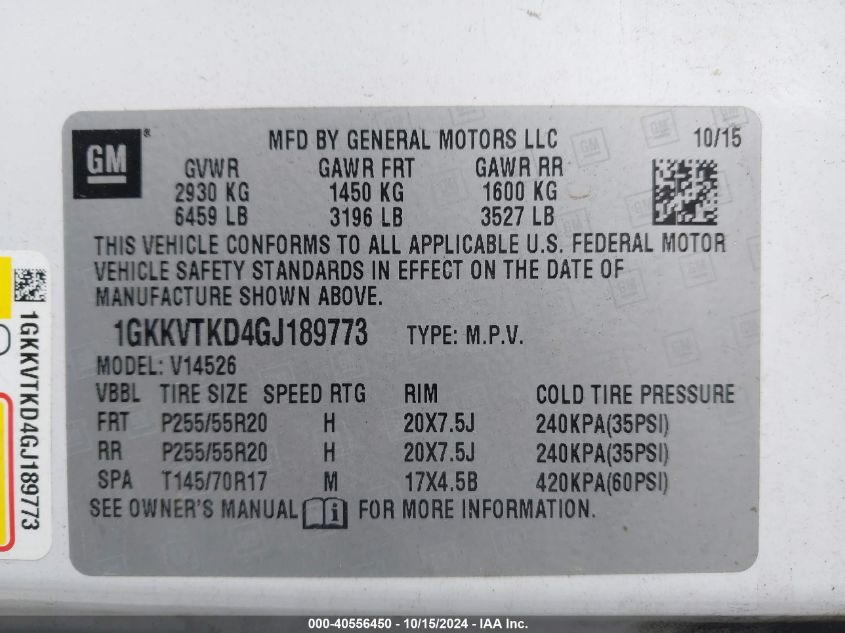 GM®
MFD BY GENERAL MOTORS LLC 10/15
GVWR GAWR FRT GAWR RR
2930 KG 1450 KG 1600 KG
6459 LB 3196 LB 3527 LB
THIS VEHICLE CONFORMS TO ALL APPLICABLE U.S. FEDERAL MOTOR
VEHICLE SAFETY STANDARDS IN EFFECT ON THE DATE OF
MANUFACTURE SHOWN ABOVE.
1GKKVTKD4GJ189773 TYPE: M.P.V.
MODEL: V14526
VBBL TIRE SIZE SPEED RTG RIM COLD TIRE PRESSURE
FRT P255/55R20 H 20X7.5J 240KPA(35PSI)
RR P255/55R20 H 20X7.5J 240KPA(35PSI)
SPA T145/70R17 M 17X4.5B 420KPA(60PSI)
SEE OWNER'S MANUAL i FOR MORE INFORMATION.
1GKKVTKD4GJ189773
000-40556450 - 10/15/2024 - IAA Inc.